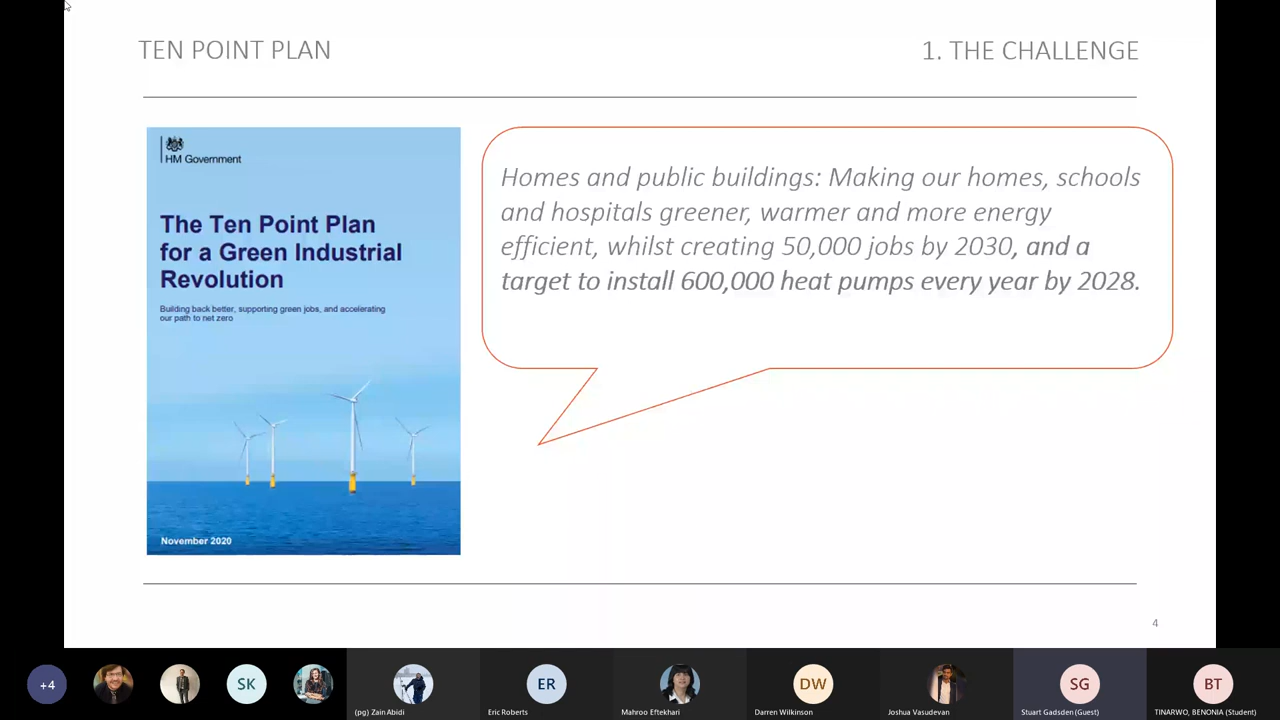 TEN POINT PLAN
1. THE CHALLENGE
HM Government
The Ten Point Plan
for a Green Industrial
Revolution
Building back better, supporting green jobs, and accelerating
our path to net zero
November 2020
Homes and public buildings: Making our homes, schools
and hospitals greener, warmer and more energy
efficient, whilst creating 50,000 jobs by 2030, and a
target to install 600,000 heat pumps every year by 2028.
4
+4
SK
ER
DW
SG
BT
(pg) Zain Abidi
Eric Roberts
Mahroo Eftekhari
Darren Wilkinson
Joshua Vasudevan
Stuart Gadsden (Guest)
TINARWO, BENONIA (Student)